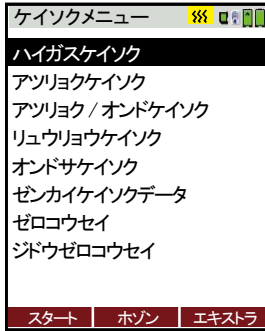 ケイソクメニュー
ハイガスケイソク
アツリョクケイソク
アツリョク / オンドケイソク
リュウリョウケイソク
オンドサケイソク
ゼンカイケイソクデータ
ゼロコウセイ
ジドウゼロコウセイ
スタート ホゾン エキストラ